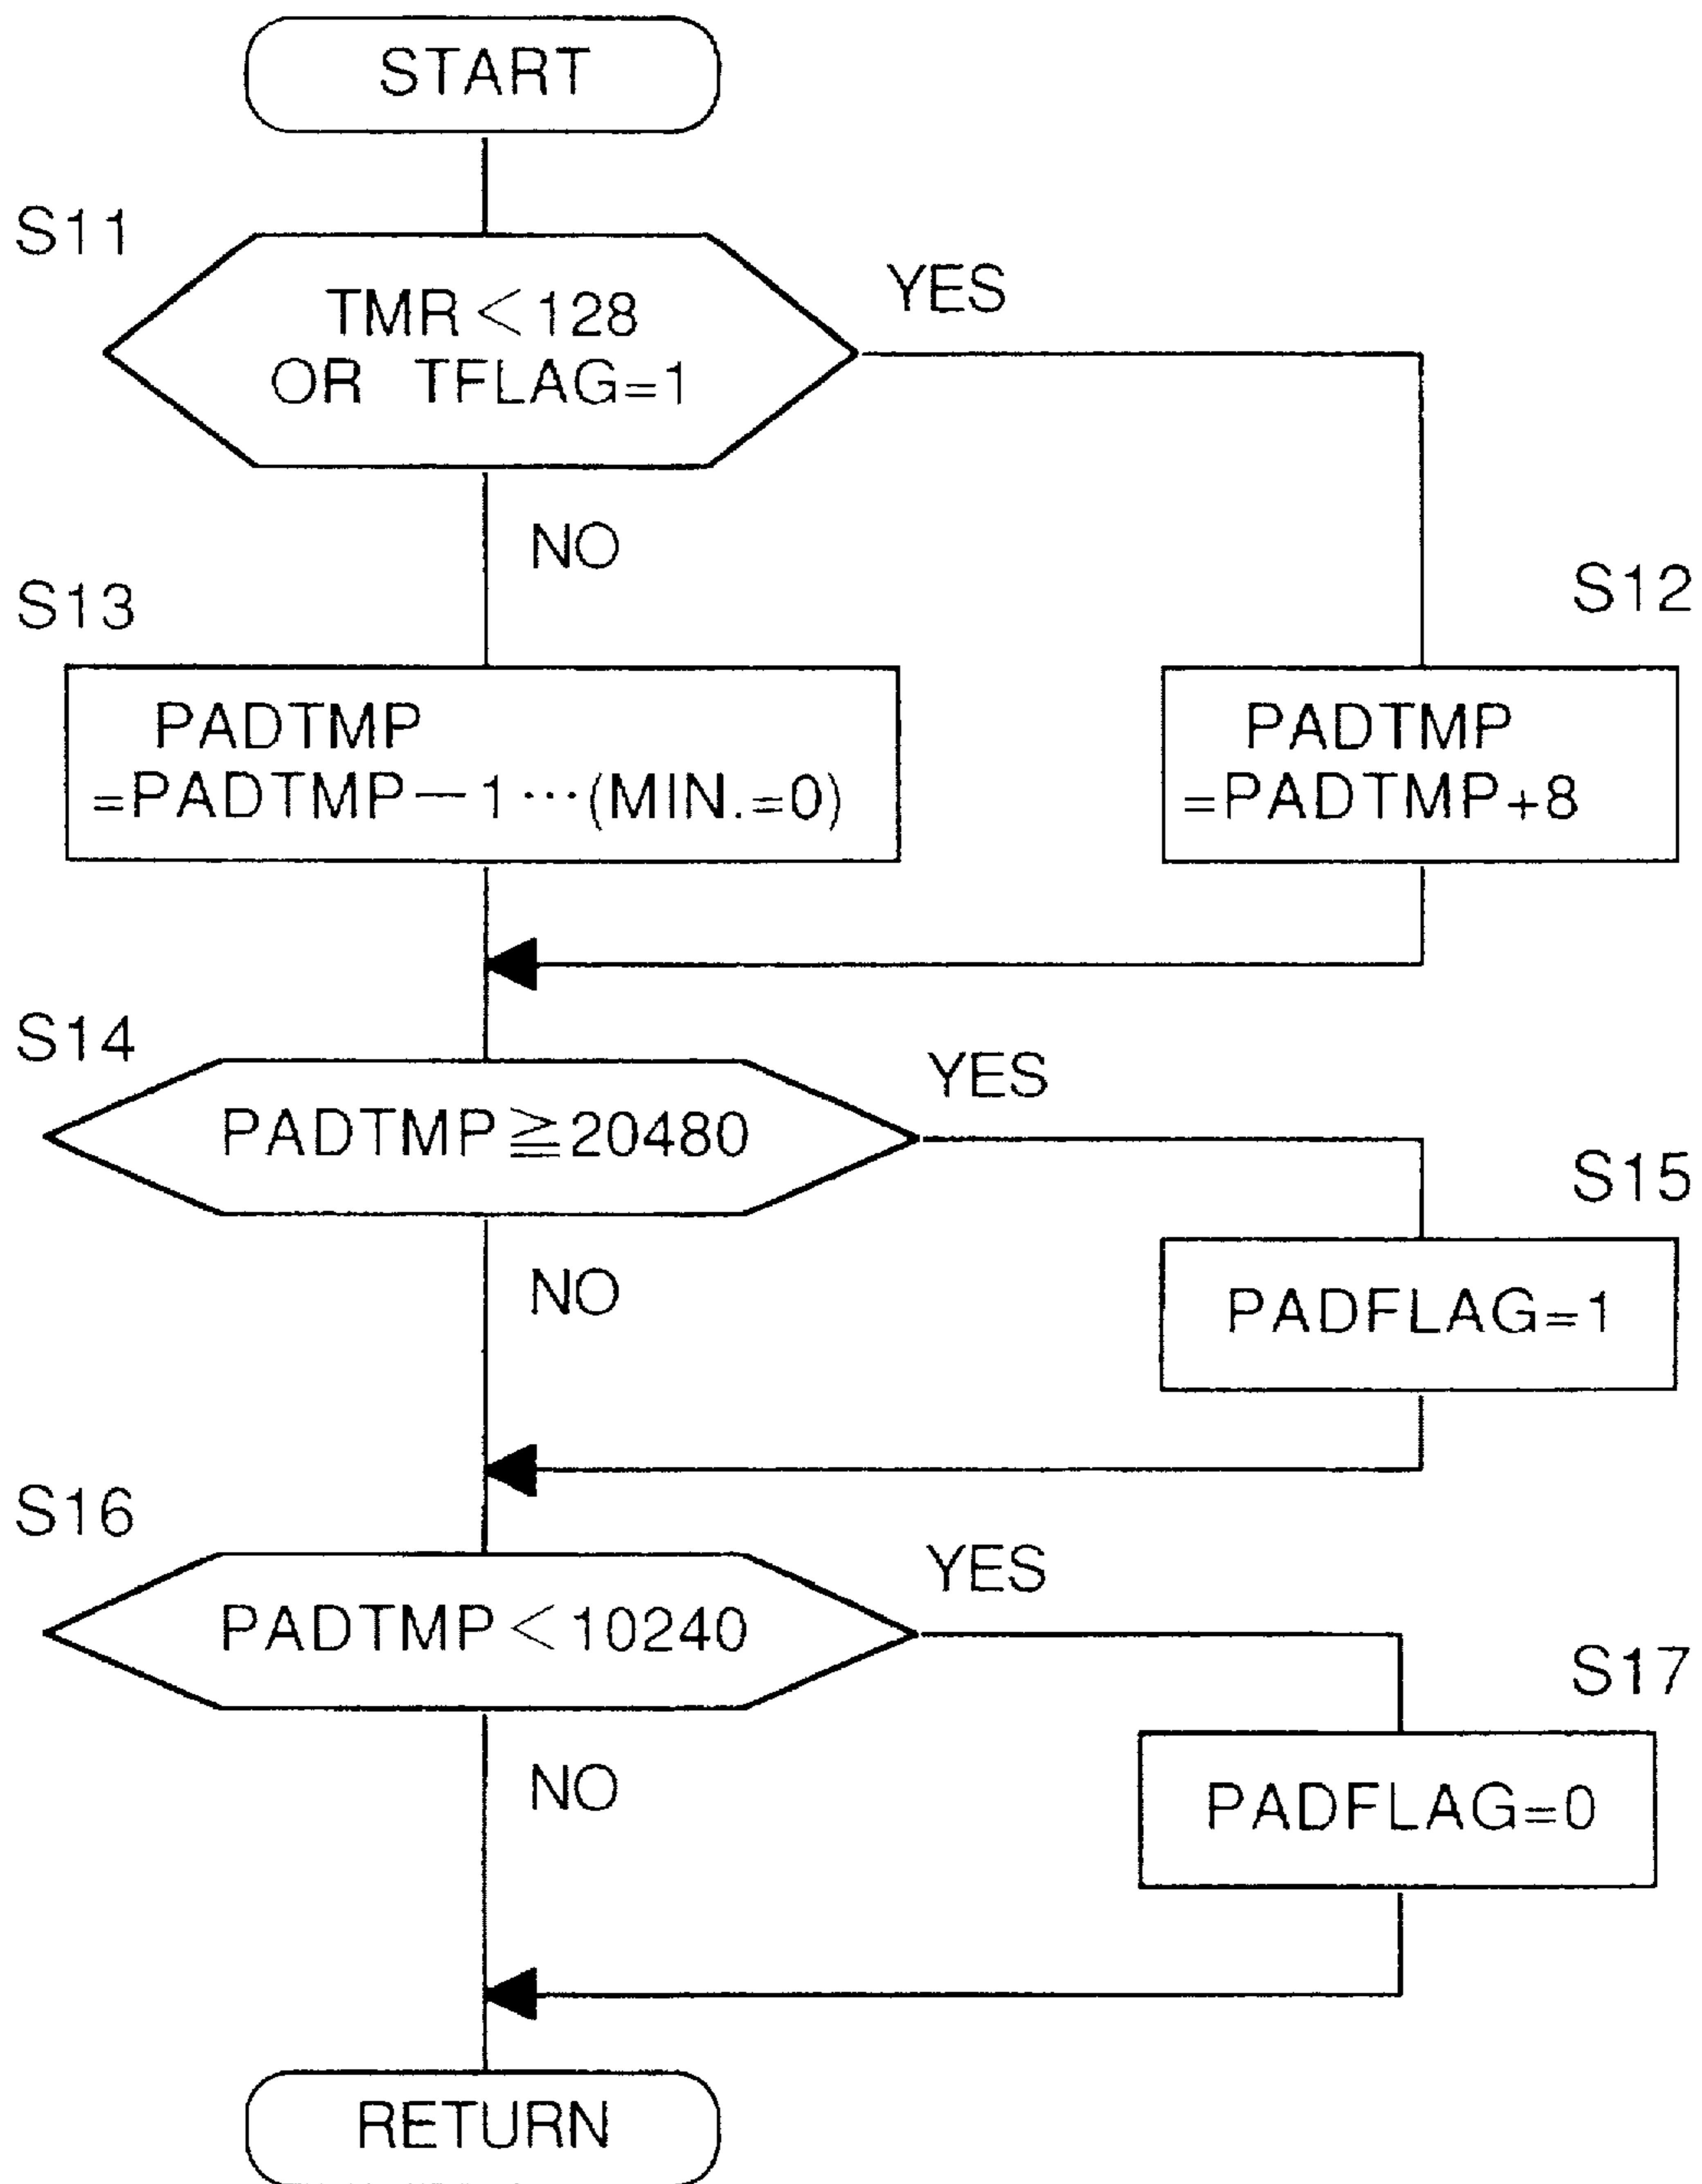 START
S11
TMR<128
OR TFLAG=1
YES
NO
S13
PADTMP
=PADTMP−1⋯(MIN.=0)
S12
PADTMP
=PADTMP+8
S14
PADTMP≧20480
YES
NO
S15
PADFLAG=1
S16
PADTMP<10240
YES
NO
S17
PADFLAG=0
RETURN